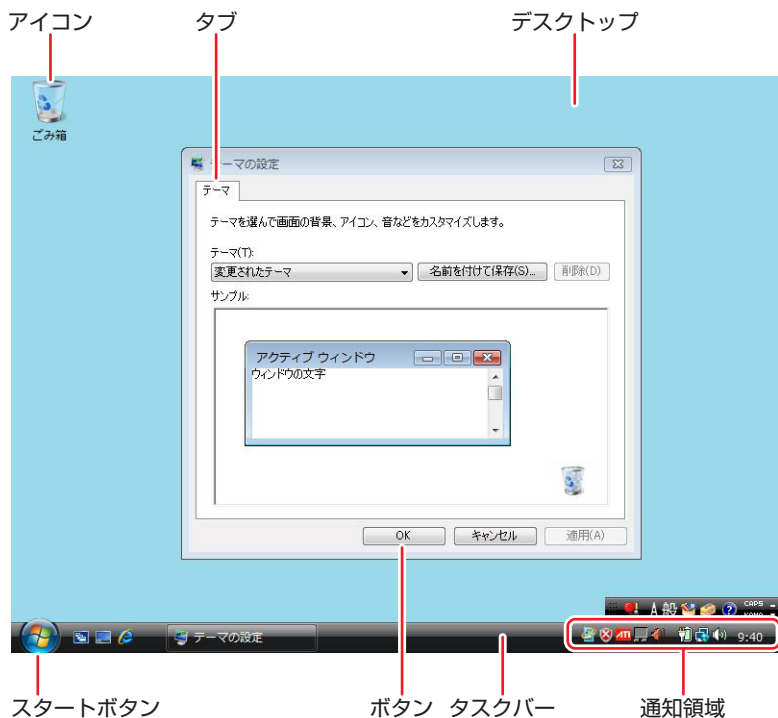 アイコン タブ デスクトップ
ごみ箱
テーマの設定
テーマ
テーマを選んで画面の背景、アイコン、音などをカスタマイズします。
テーマ(T):
変更されたテーマ 名前を付けて保存(S)... 削除(D)
サンプル:
アクティブ ウィンドウ
ウィンドウの文字
OK キャンセル 適用(A)
A 般 CAPS
KANA
テーマの設定 ATI 9:40
スタートボタン ボタン タスクバー 通知領域